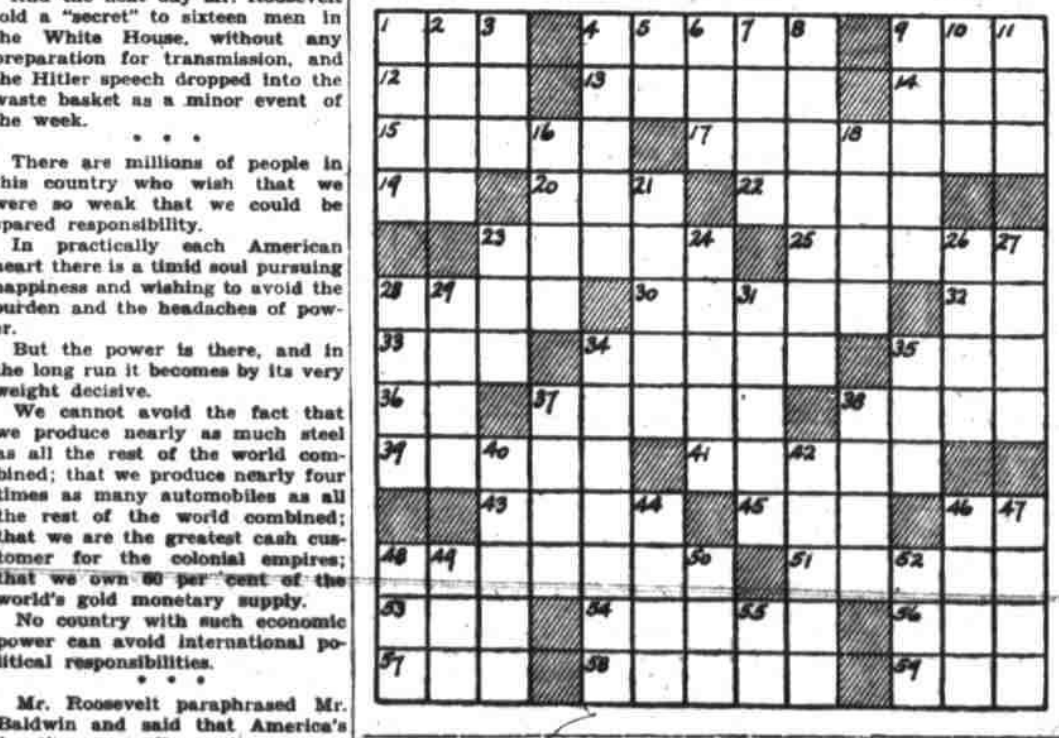 old a "secret" to sixteen men in
the White House, without any
preparation for transmission, and
the Hitler speech dropped into the
waste basket as a minor event of
the week.
* * *
There are millions of people in
this country who wish that we
were so weak that we could be
spared responsibility.
In practically each American
heart there is a timid soul pursuing
happiness and wishing to avoid the
burden and the headaches of pow-
er.
But the power is there, and in
the long run it becomes by its very
weight decisive.
We cannot avoid the fact that
we produce nearly as much steel
as all the rest of the world com-
bined; that we produce nearly four
times as many automobiles as all
the rest of the world combined;
that we are the greatest cash cus-
tomer for the colonial empires;
that we own 60 per cent of the
world's gold monetary supply.
No country with such economic
power can avoid international po-
litical responsibilities.
* * *
Mr. Roosevelt paraphrased Mr.
Baldwin and said that America's
1 2 3 4 5 6 7 8 9 10 11
12 13 14
15 16 17 18
19 20 21 22
23 24 25 26 27
28 29 30 31 32
33 34 35
36 37 38
39 40 41 42
43 44 45 46 47
48 49 50 51 52
53 54 55 56
57 58 59